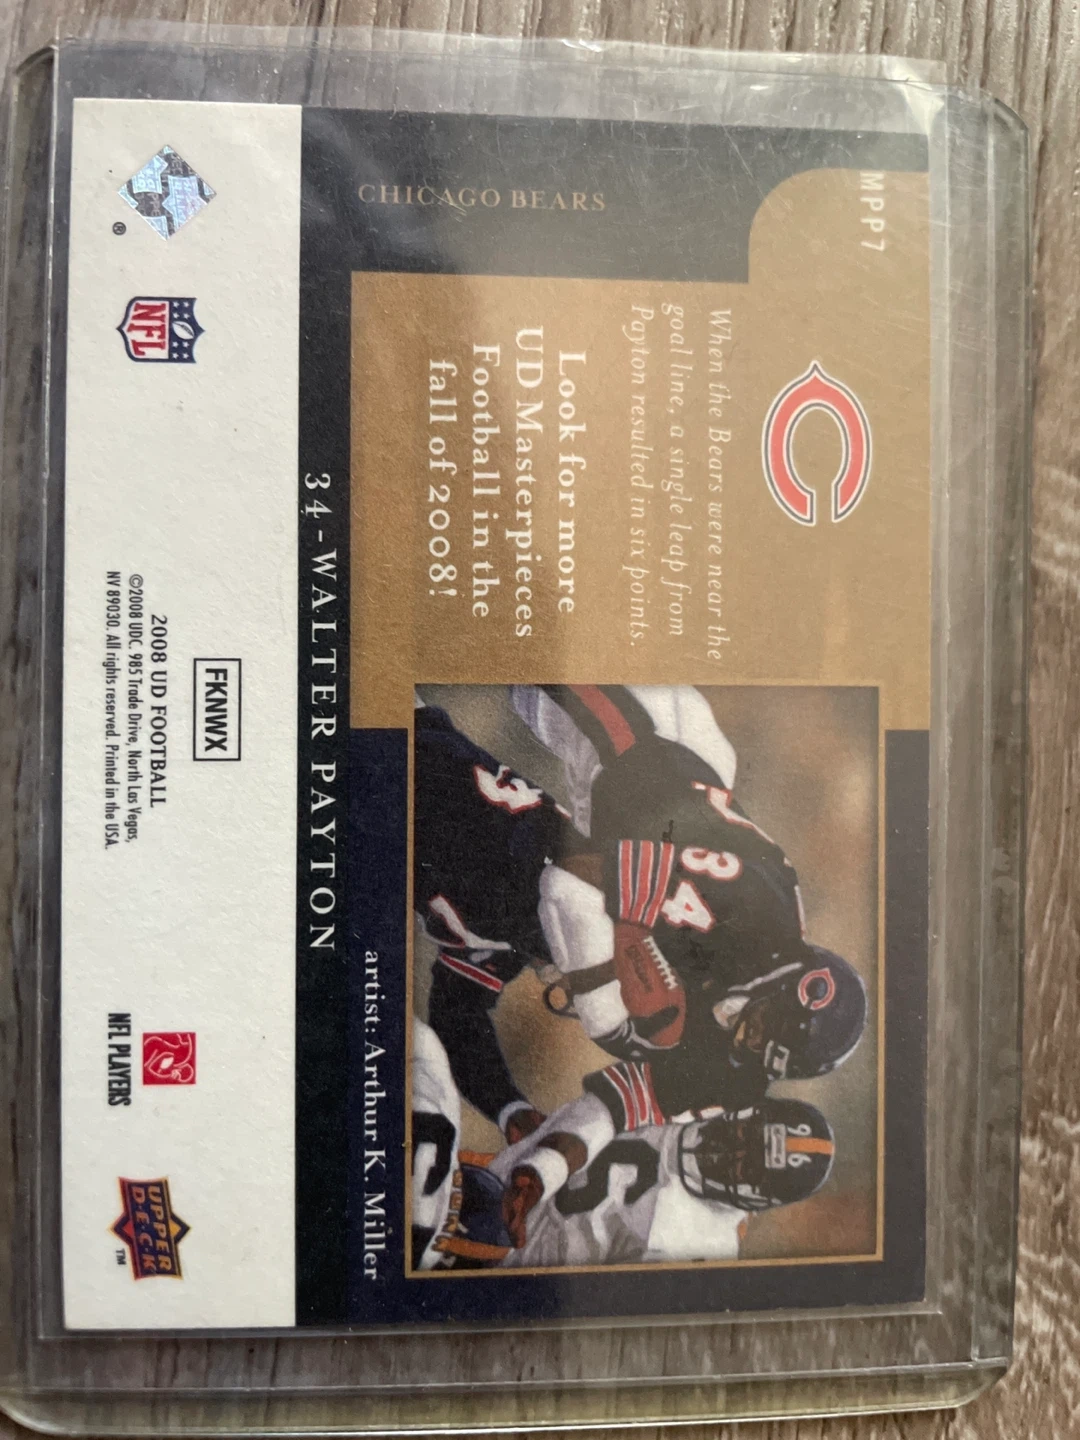 MPP7
CHICAGO BEARS
When the Bears were near the
goal line, a single leap from
Payton resulted in six points.
Look for more
UD Masterpieces
Football in the
fall of 2008!
34
96
artist: Arthur K. Miller
34-WALTER PAYTON
FKNWX
2008 UD FOOTBALL
©2008 UDC. 985 Trade Drive, North Las Vegas,
NV 89030. All rights reserved. Printed in the USA.
®
NFL
NFL PLAYERS
UPPER
D.E.C.K
TM